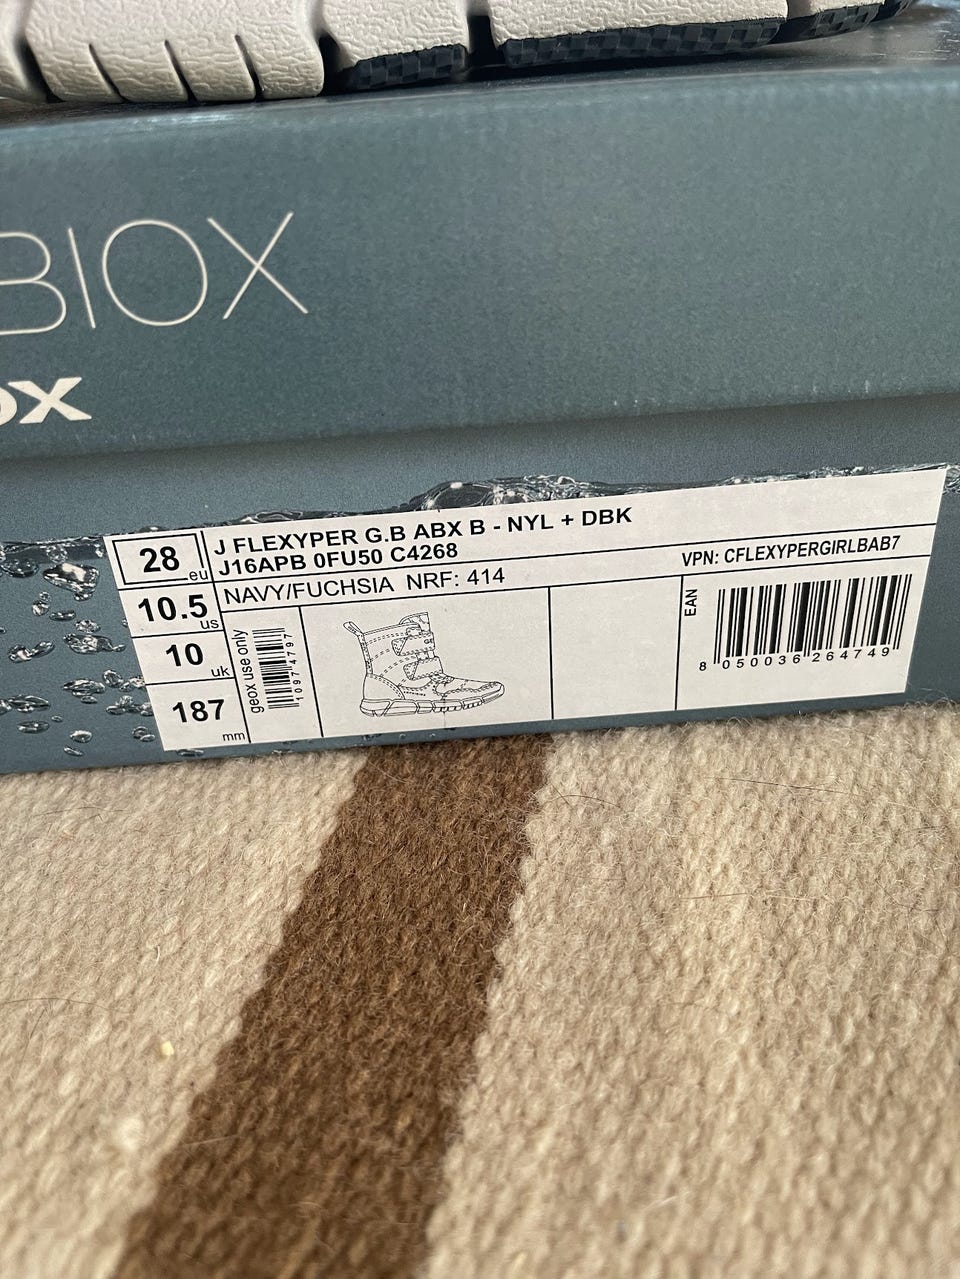 BIOX
OX
28 eu
J FLEXYPER G.B ABX B - NYL + DBK
J16APB 0FU50 C4268
10.5 us
NAVY/FUCHSIA NRF: 414
VPN: CFLEXYPERGIRLBAB7
10 uk
187 mm
geox use only
10974797
EAN
8 050036 264749